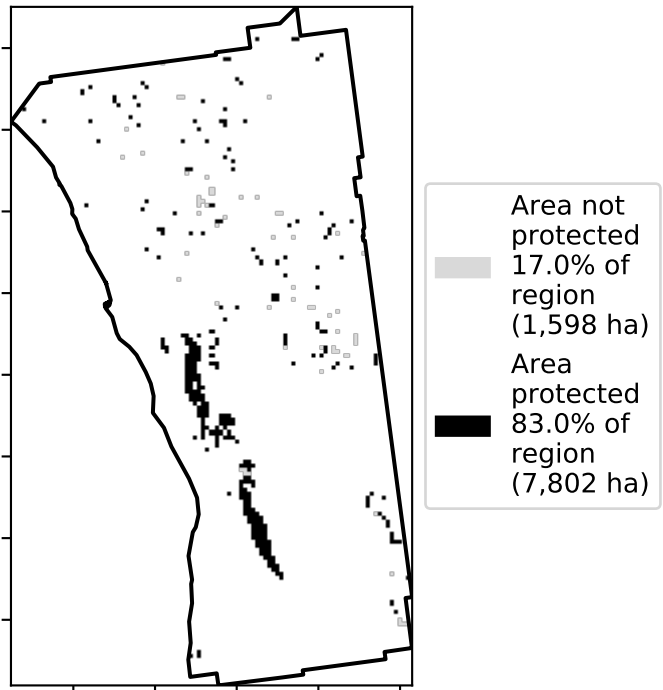 Area not
protected
17.0% of
region
(1,598 ha)
Area
protected
83.0% of
region
(7,802 ha)